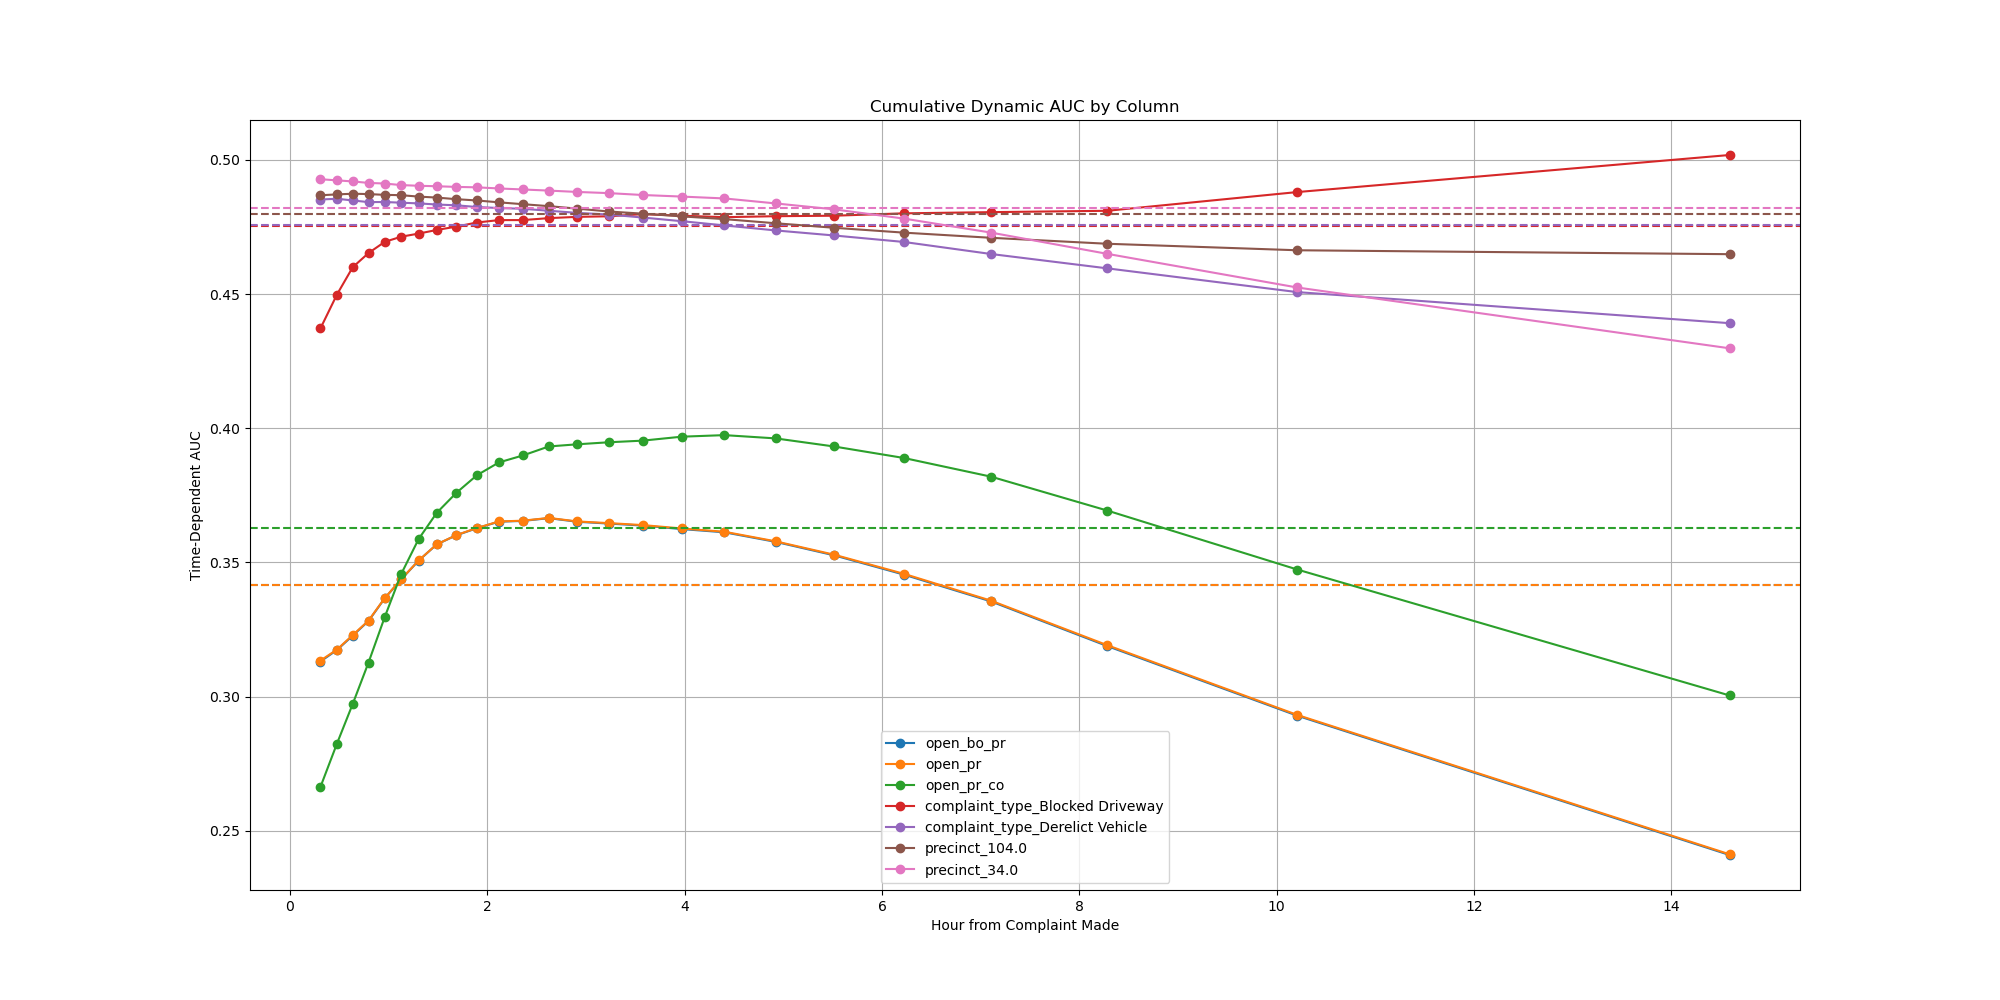 Cumulative Dynamic AUC by Column
Time-Dependent AUC
0.50
0.45
0.40
0.35
0.30
0.25
open_bo_pr
open_pr
open_pr_co
complaint_type_Blocked Driveway
complaint_type_Derelict Vehicle
precinct_104.0
precinct_34.0
0 2 4 6 8 10 12 14
Hour from Complaint Made